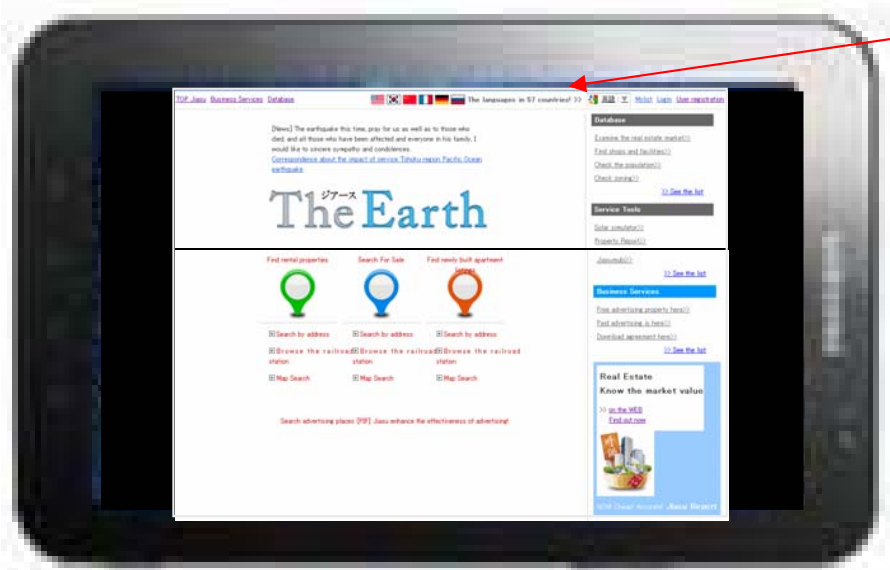 TOP Jiasu Business Services Database
The languages in 57 countries! >>
英語
Mylist Login User registration
[News] The earthquake this time, pray for us as well as to those who
died, and all those who have been affected and everyone in his family. I
would like to sincere sympathy and condolences.
Correspondence about the impact of service Tohoku region Pacific Ocean
earthquake
ジアース
The Earth
Find rental properties
Search For Sale
Find newly built apartment
listings
Search by address
Browse the railroad
station
Map Search
Search by address
Browse the railroad
station
Map Search
Search by address
Browse the railroad
station
Map Search
Search advertising places [PDF] Jiasu enhance the effectiveness of advertising!
Database
Examine the real estate market>>
Find shops and facilities>>
Check the population>>
Check zoning>>
>> See the list
Service Tools
Solar simulator>>
Property Report>>
>> See the list
Business Services
Free advertising property here>>
Paid advertising is here>>
Download agreement here>>
>> See the list
Real Estate
Know the market value
>> on the WEB
Find out now
Jiasu Report